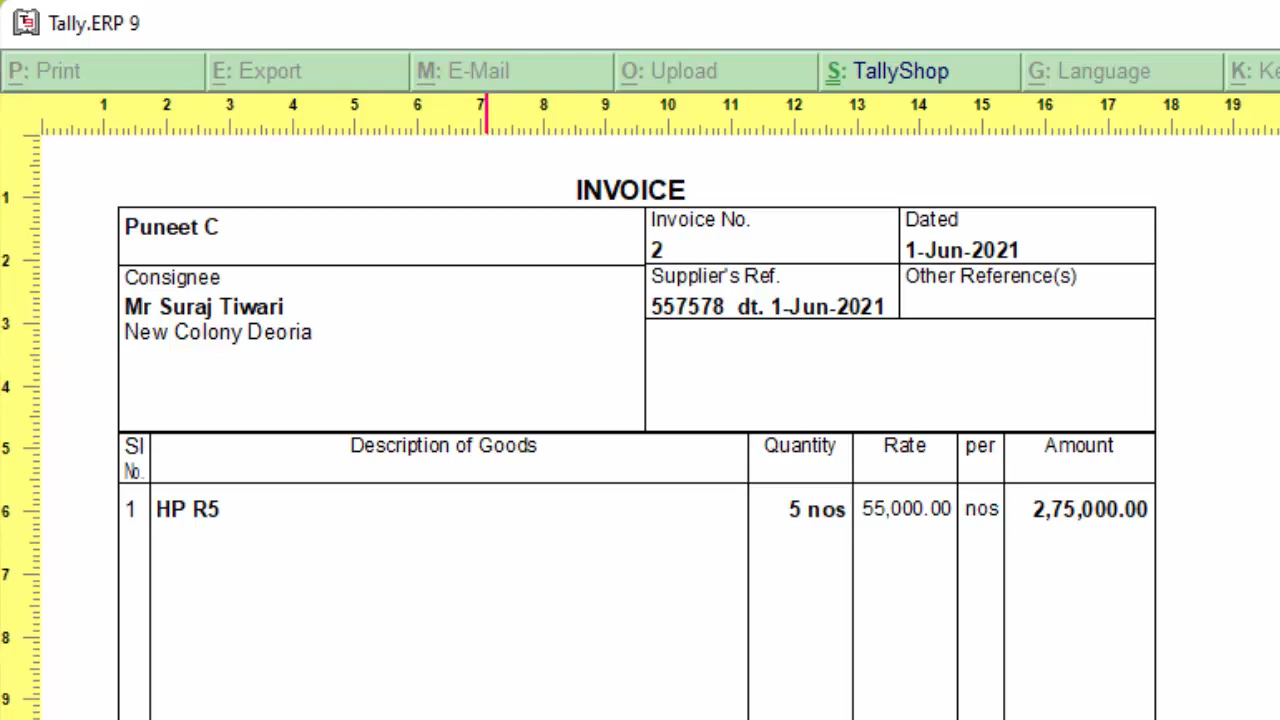 Tally.ERP 9
P: Print E: Export M: E-Mail O: Upload S: TallyShop G: Language K: Ke
1 2 3 4 5 6 7 8 9 10 11 12 13 14 15 16 17 18 19
INVOICE
Puneet C
Invoice No.
2
Dated
1-Jun-2021
Consignee
Mr Suraj Tiwari
New Colony Deoria
Supplier's Ref.
557578 dt. 1-Jun-2021
Other Reference(s)
Sl No. Description of Goods Quantity Rate per Amount
1 HP R5 5 nos 55,000.00 nos 2,75,000.00
1
2
3
4
5
6
7
8
9